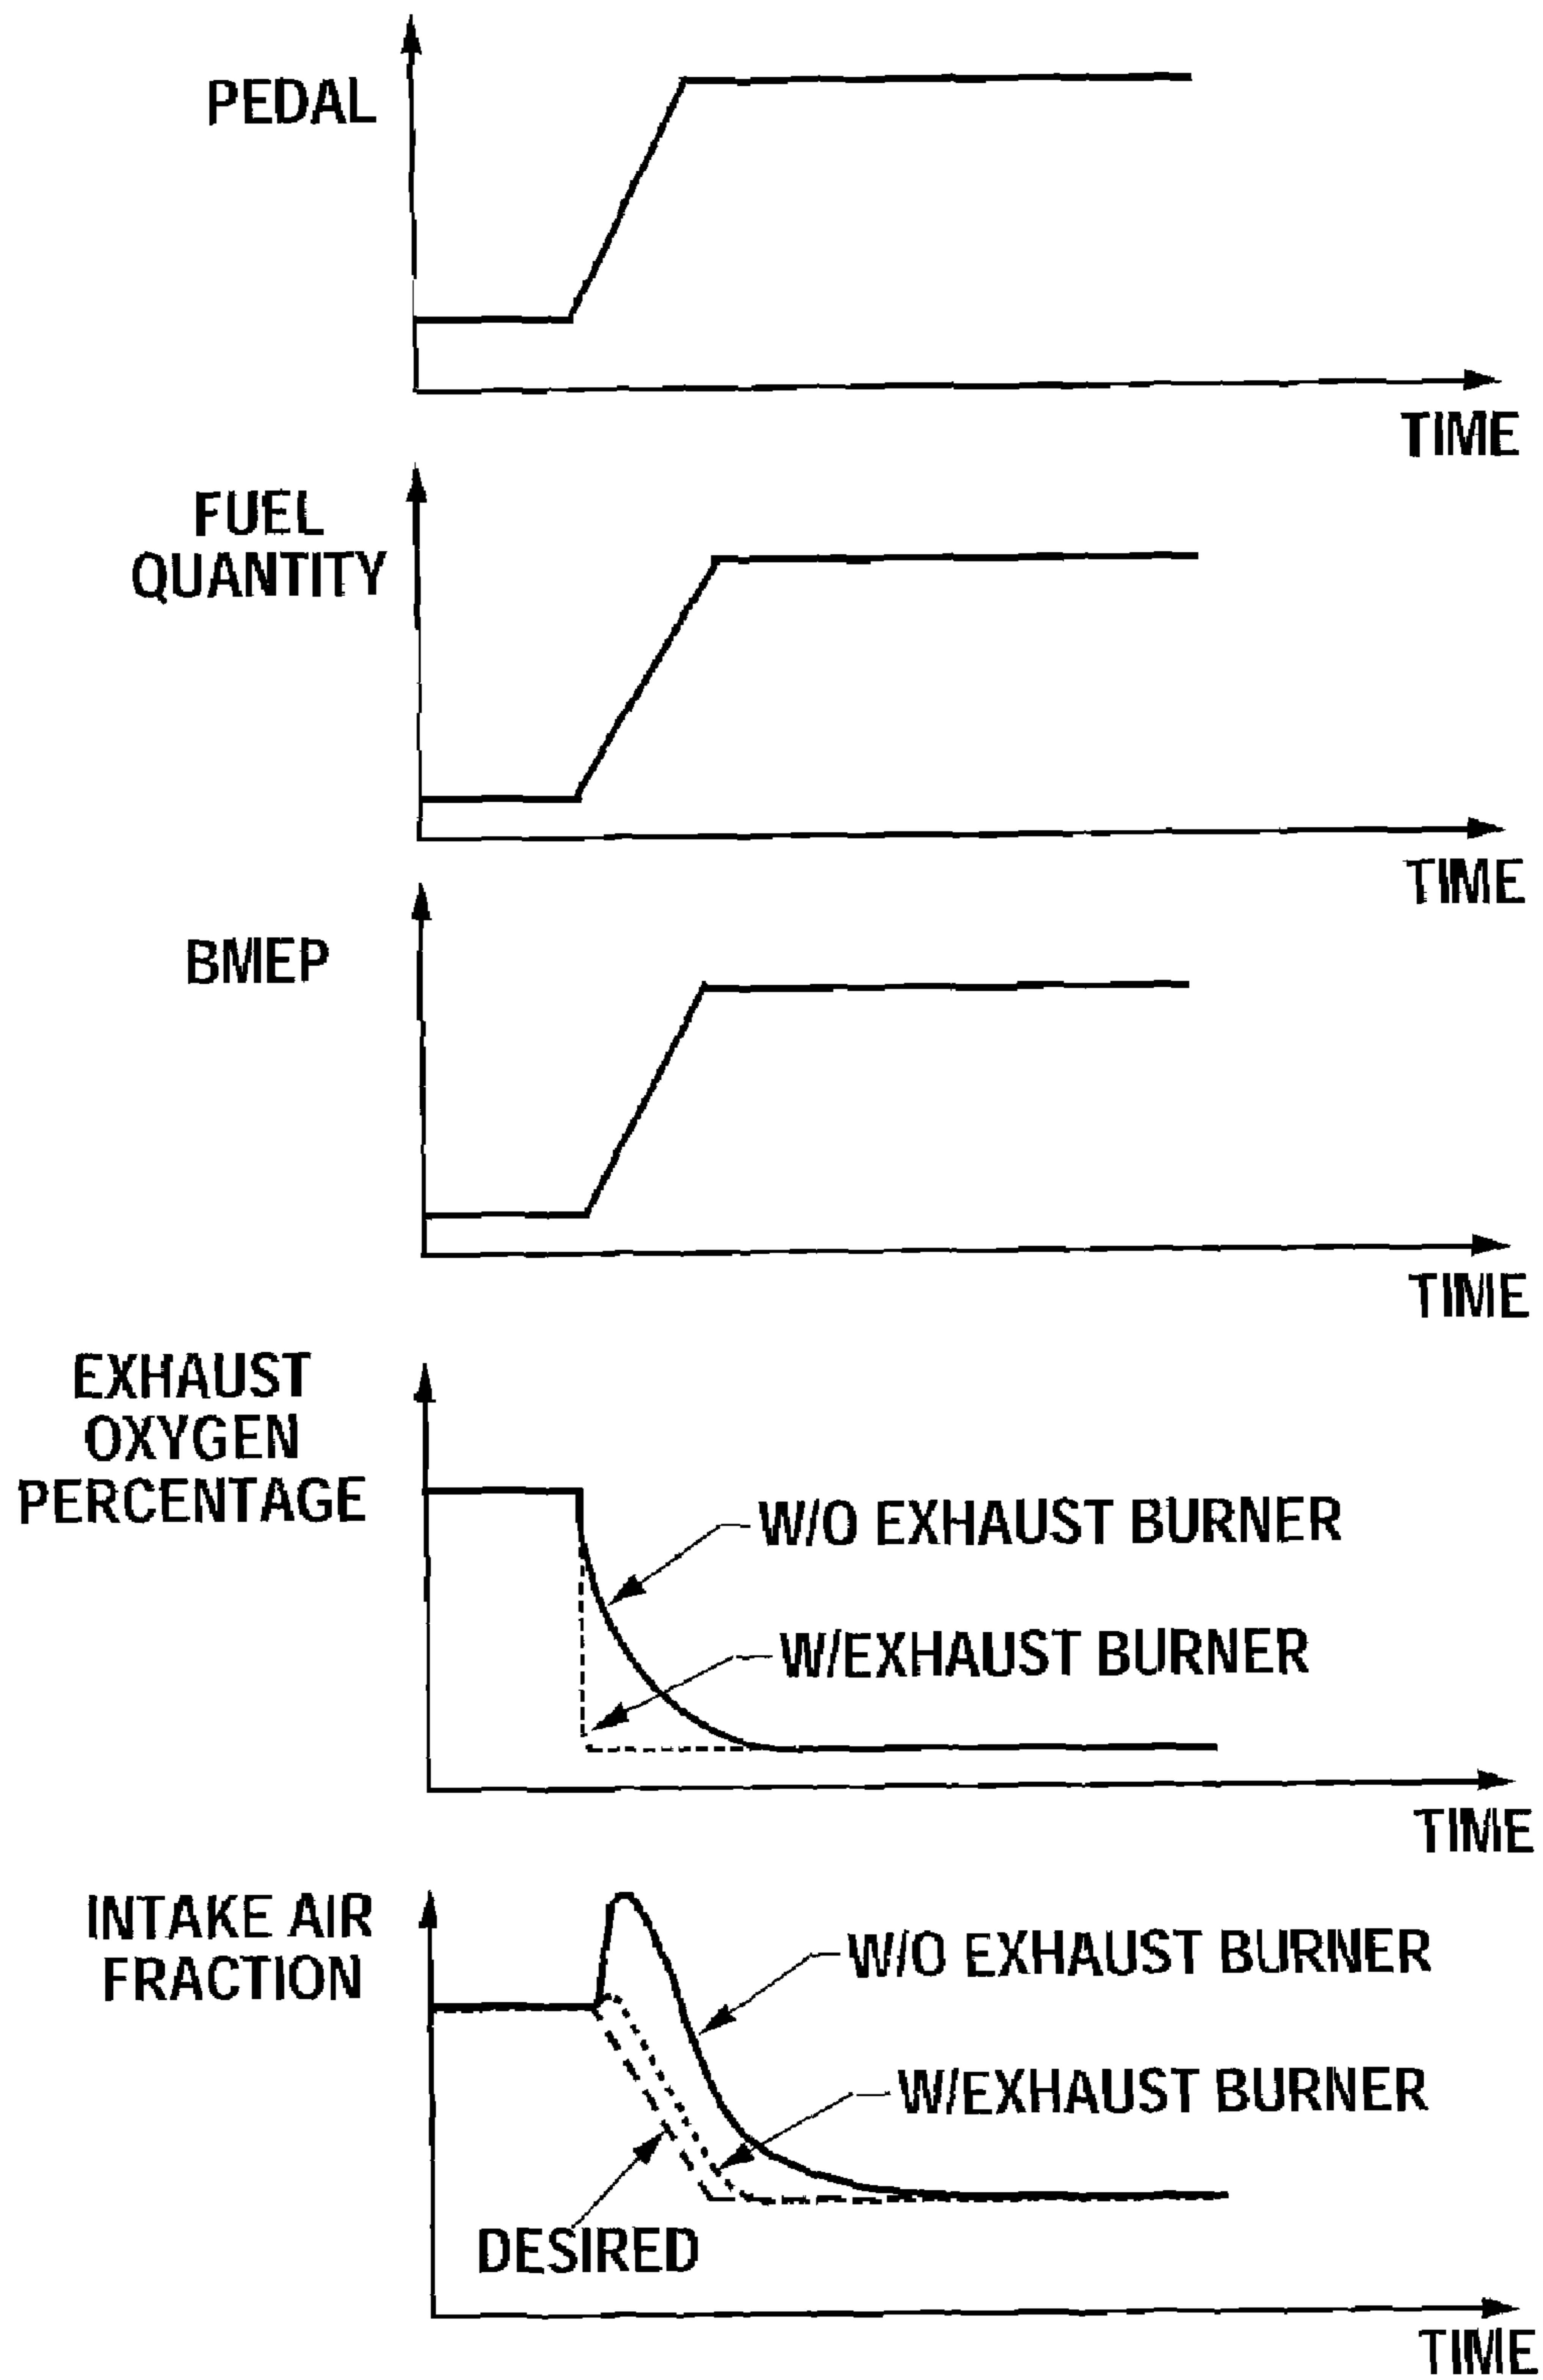 PEDAL
TIME
FUEL
QUANTITY
TIME
BMEP
TIME
EXHAUST
OXYGEN
PERCENTAGE
W/O EXHAUST BURNER
W/EXHAUST BURNER
TIME
INTAKE AIR
FRACTION
W/O EXHAUST BURNER
W/EXHAUST BURNER
DESIRED
TIME